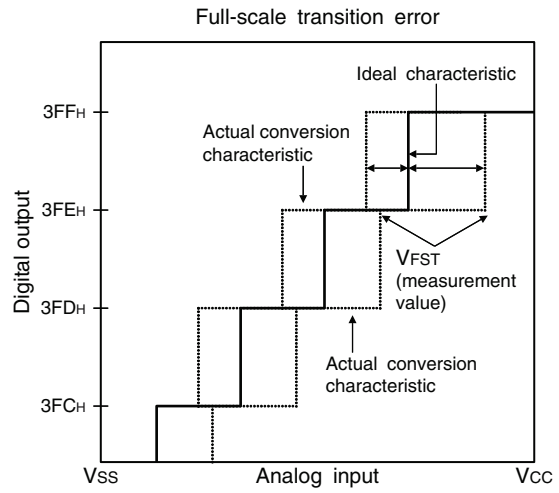 Full-scale transition error
Ideal characteristic
3FFH
Actual conversion
characteristic
3FEH
VFST
(measurement
value)
Digital output
3FDH
Actual conversion
characteristic
3FCH
VSS
Analog input
VCC